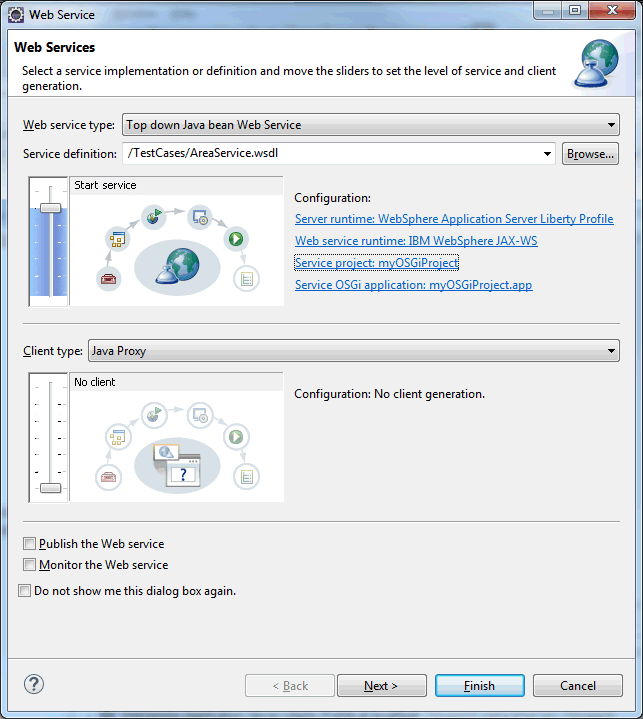 Web Service
Web Services
Select a service implementation or definition and move the sliders to set the level of service and client
generation.
Web service type: Top down Java bean Web Service
Service definition: /TestCases/AreaService.wsdl Browse...
Start service
Configuration:
Server runtime: WebSphere Application Server Liberty Profile
Web service runtime: IBM WebSphere JAX-WS
Service project: myOSGiProject
Service OSGi application: myOSGiProject.app
Client type: Java Proxy
No client
Configuration: No client generation.
?
Publish the Web service
Monitor the Web service
Do not show me this dialog box again.
? < Back Next > Finish Cancel